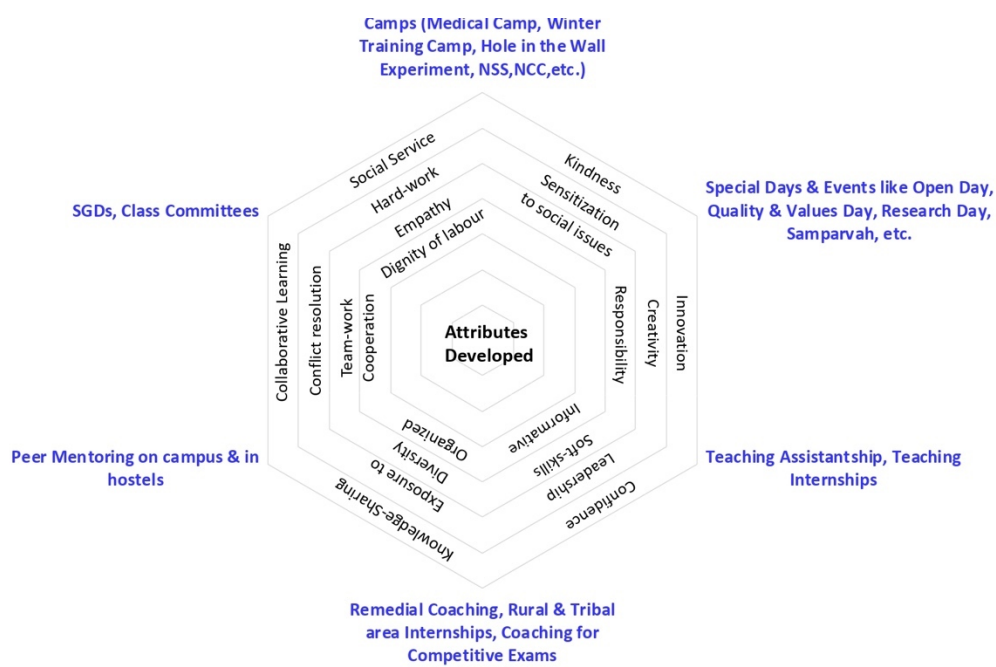 Camps (Medical Camp, Winter
Training Camp, Hole in the Wall
Experiment, NSS,NCC,etc.)
SGDs, Class Committees
Special Days & Events like Open Day,
Quality & Values Day, Research Day,
Samparvah, etc.
Social Service
Hard-work
Empathy
Dignity of labour
Kindness
Sensitization
to social issues
Collaborative Learning
Conflict resolution
Team-work
Cooperation
Attributes
Developed
Responsibility
Creativity
Innovation
Organized
Exposure to
Diversity
Knowledge-Sharing
Informative
Soft-skills
Leadership
Confidence
Peer Mentoring on campus & in
hostels
Teaching Assistantship, Teaching
Internships
Remedial Coaching, Rural & Tribal
area Internships, Coaching for
Competitive Exams